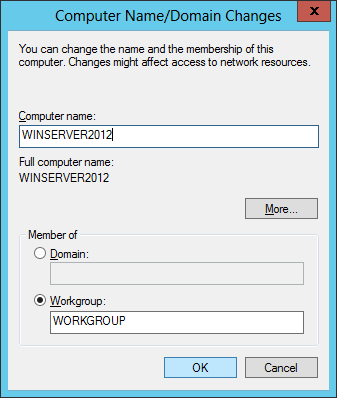 Computer Name/Domain Changes
You can change the name and the membership of this
computer. Changes might affect access to network resources.
Computer name:
WINSERVER2012
Full computer name:
WINSERVER2012
More...
Member of
Domain:
Workgroup:
WORKGROUP
OK Cancel